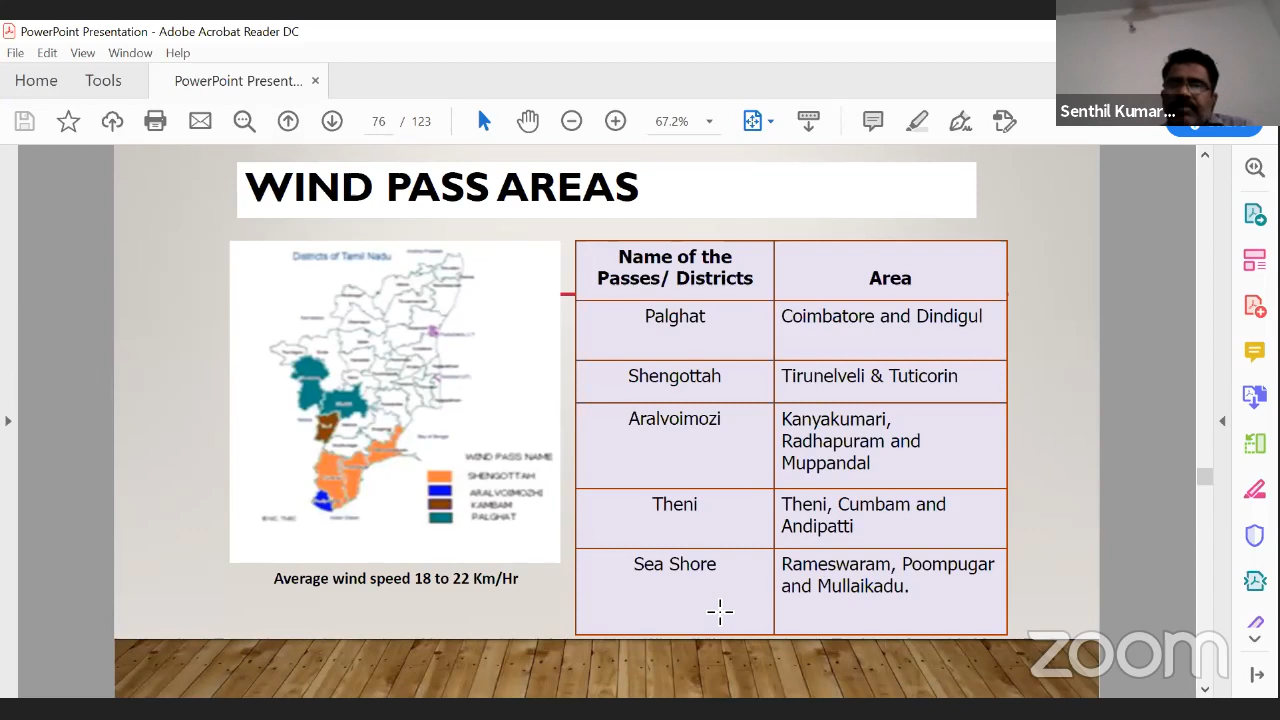 PowerPoint Presentation - Adobe Acrobat Reader DC
File Edit View Window Help
Home Tools PowerPoint Present... ×
76 / 123 67.2%
Senthil Kumar...
WIND PASS AREAS
Districts of Tamil Nadu
WIND PASS NAME
SHENGOTTAH
ARALVOIMOZHI
KAMBAM
PALGHAT
Average wind speed 18 to 22 Km/Hr
Name of the
Passes/ Districts
Area
Palghat
Coimbatore and Dindigul
Shengottah
Tirunelveli & Tuticorin
Aralvoimozi
Kanyakumari,
Radhapuram and
Muppandal
Theni
Theni, Cumbam and
Andipatti
Sea Shore
Rameswaram, Poompugar
and Mullaikadu.
zoom